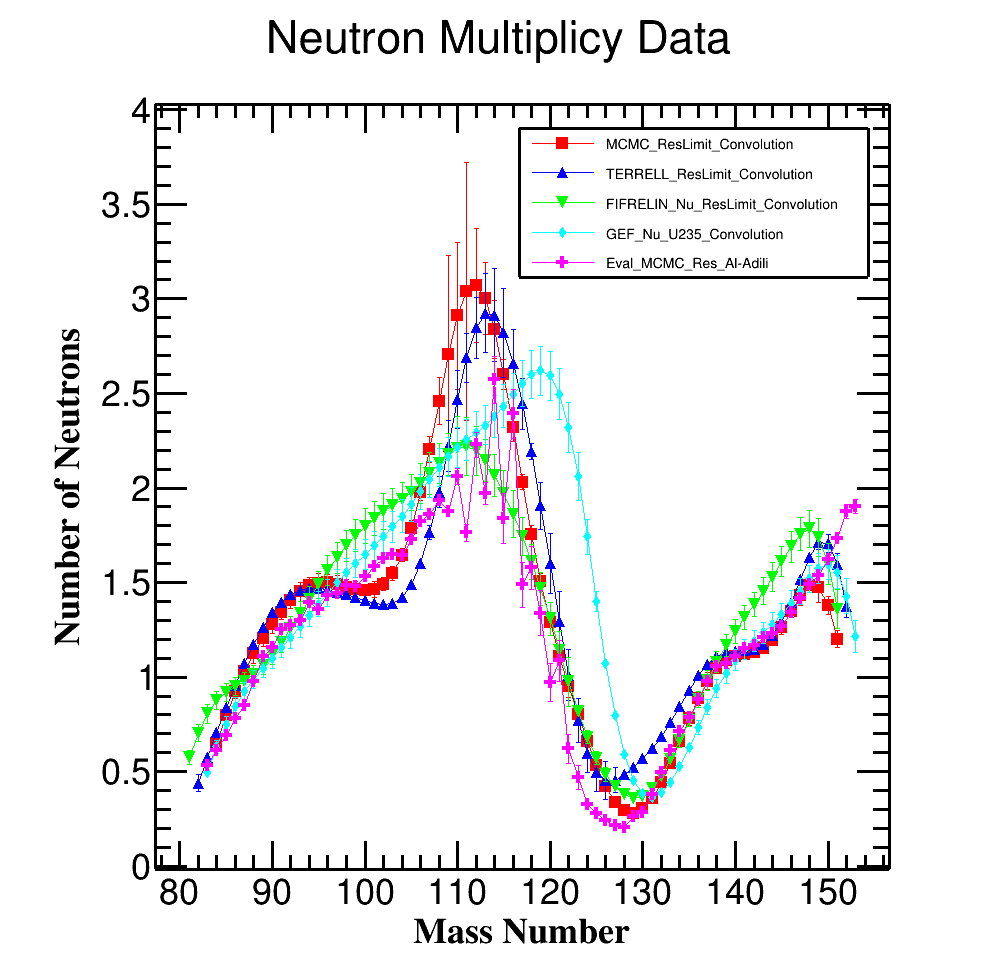 Neutron Multiplicy Data
4
3.5
3
2.5
2
1.5
1
0.5
0
Number of Neutrons
MCMC_ResLimit_Convolution
TERRELL_ResLimit_Convolution
FIFRELIN_Nu_ResLimit_Convolution
GEF_Nu_U235_Convolution
Eval_MCMC_Res_Al-Adili
80 90 100 110 120 130 140 150
Mass Number